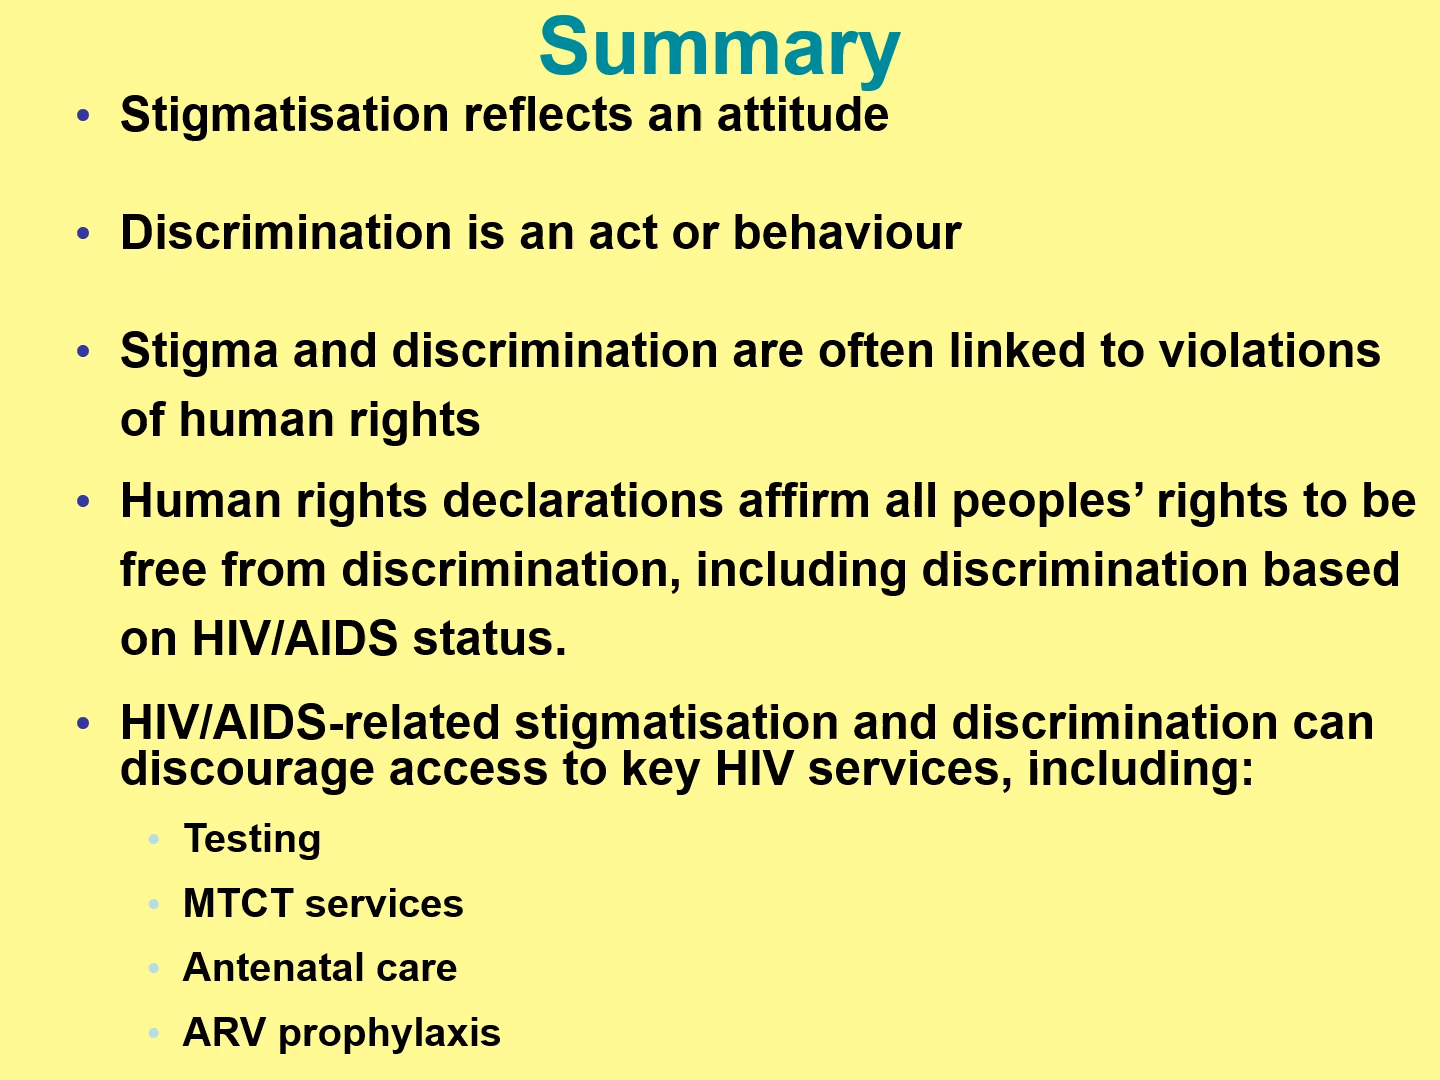 Summary
• Stigmatisation reflects an attitude
• Discrimination is an act or behaviour
• Stigma and discrimination are often linked to violations
of human rights
• Human rights declarations affirm all peoples’ rights to be
free from discrimination, including discrimination based
on HIV/AIDS status.
• HIV/AIDS-related stigmatisation and discrimination can
discourage access to key HIV services, including:
• Testing
• MTCT services
• Antenatal care
• ARV prophylaxis